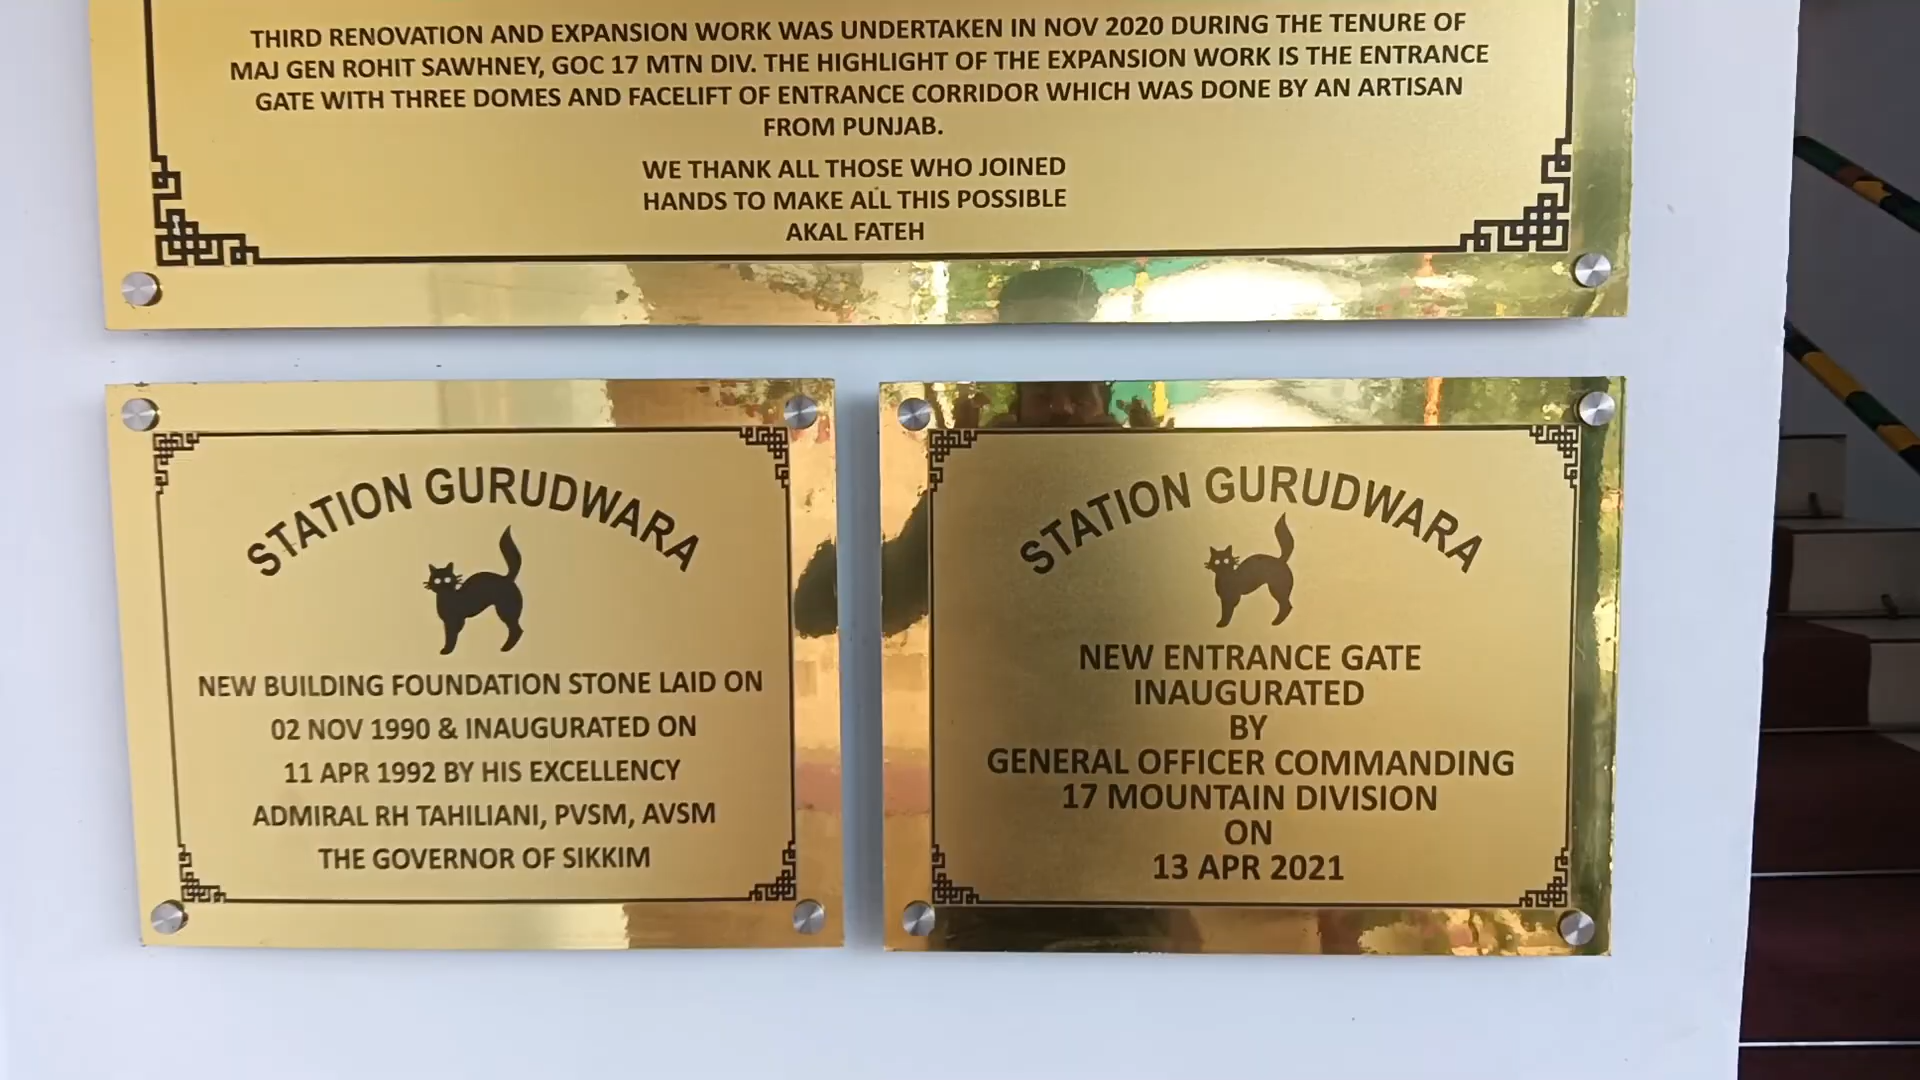 THIRD RENOVATION AND EXPANSION WORK WAS UNDERTAKEN IN NOV 2020 DURING THE TENURE OF
MAJ GEN ROHIT SAWHNEY, GOC 17 MTN DIV. THE HIGHLIGHT OF THE EXPANSION WORK IS THE ENTRANCE
GATE WITH THREE DOMES AND FACELIFT OF ENTRANCE CORRIDOR WHICH WAS DONE BY AN ARTISAN
FROM PUNJAB.
WE THANK ALL THOSE WHO JOINED
HANDS TO MAKE ALL THIS POSSIBLE
AKAL FATEH
STATION GURUDWARA
NEW BUILDING FOUNDATION STONE LAID ON
02 NOV 1990 & INAUGURATED ON
11 APR 1992 BY HIS EXCELLENCY
ADMIRAL RH TAHILIANI, PVSM, AVSM
THE GOVERNOR OF SIKKIM
STATION GURUDWARA
NEW ENTRANCE GATE
INAUGURATED
BY
GENERAL OFFICER COMMANDING
17 MOUNTAIN DIVISION
ON
13 APR 2021